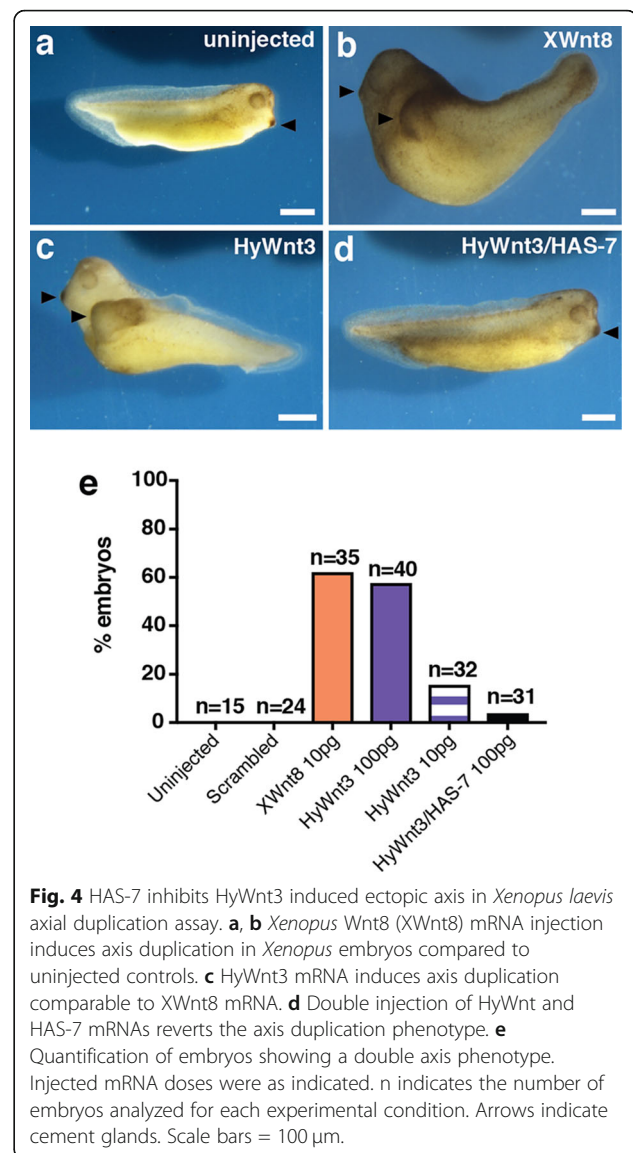 a uninjected
b XWnt8
c HyWnt3
d HyWnt3/HAS-7
e
% embryos
100
80
60
40
20
0
n=15
n=24
n=35
n=40
n=32
n=31
Uninjected
Scrambled
XWnt8 10pg
HyWnt3 100pg
HyWnt3 10pg
HyWnt3/HAS-7 100pg
Fig. 4 HAS-7 inhibits HyWnt3 induced ectopic axis in Xenopus laevis
axial duplication assay. a, b Xenopus Wnt8 (XWnt8) mRNA injection
induces axis duplication in Xenopus embryos compared to
uninjected controls. c HyWnt3 mRNA induces axis duplication
comparable to XWnt8 mRNA. d Double injection of HyWnt and
HAS-7 mRNAs reverts the axis duplication phenotype. e
Quantification of embryos showing a double axis phenotype.
Injected mRNA doses were as indicated. n indicates the number of
embryos analyzed for each experimental condition. Arrows indicate
cement glands. Scale bars = 100 μm.